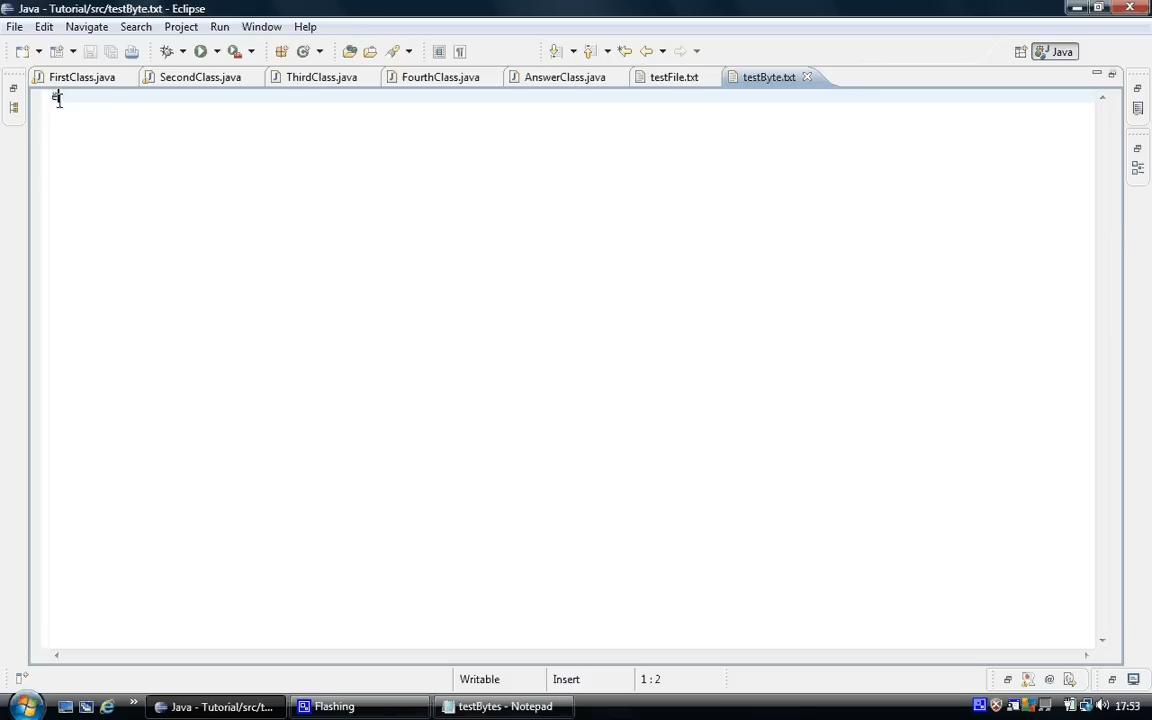 Java - Tutorial/src/testByte.txt - Eclipse
File Edit Navigate Search Project Run Window Help
Java
FirstClass.java SecondClass.java ThirdClass.java FourthClass.java AnswerClass.java testFile.txt testByte.txt
Writable Insert 1 : 2
Java - Tutorial/src/t... Flashing testBytes - Notepad 17:53